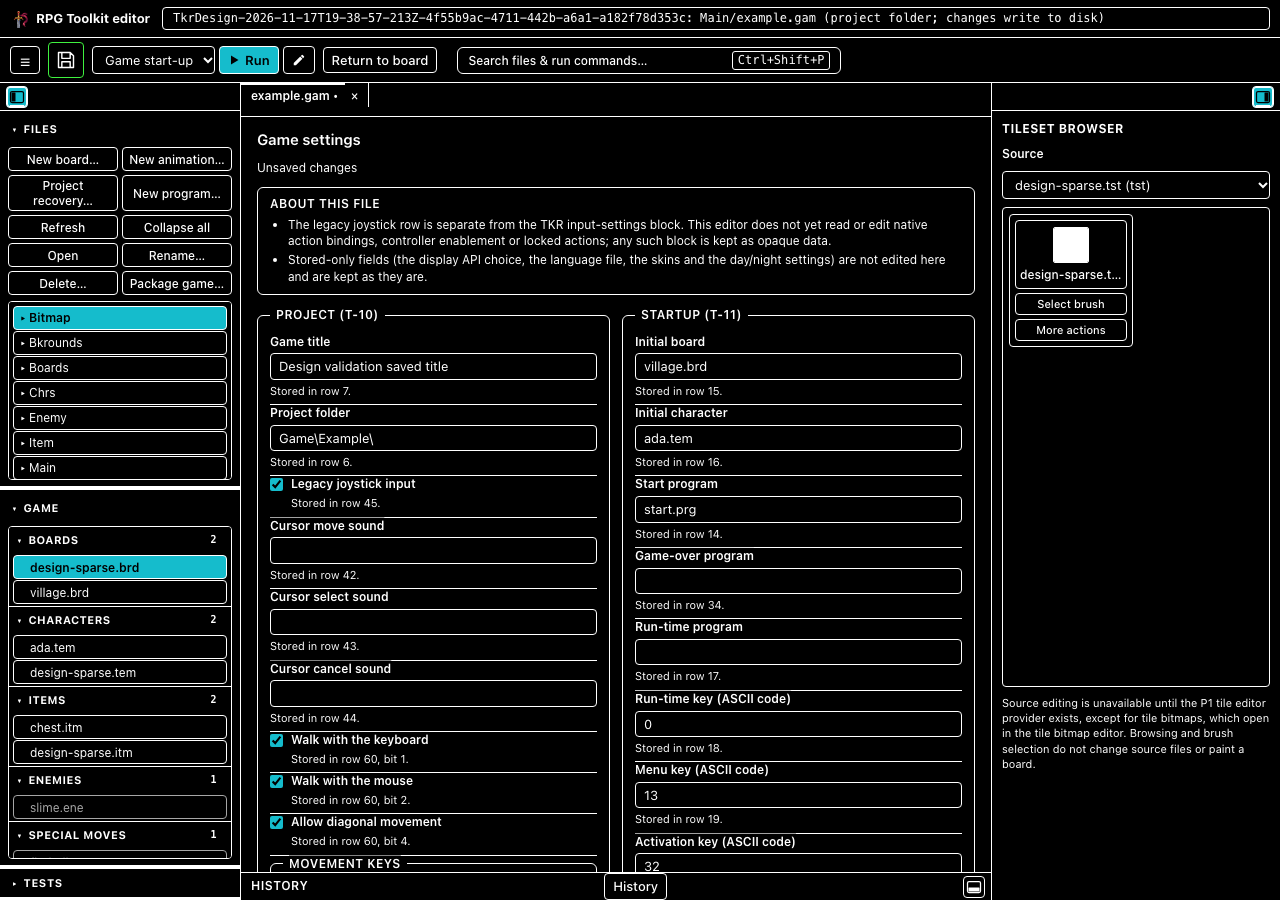 RPG Toolkit editor
TkrDesign-2026-11-17T19-38-57-213Z-4f55b9ac-4711-442b-a6a1-a182f78d353c: Main/example.gam (project folder; changes write to disk)
Game start-up
Run
Return to board
Search files & run commands...
Ctrl+Shift+P
FILES
New board...
New animation...
Project recovery...
New program...
Refresh
Collapse all
Open
Rename...
Delete...
Package game...
Bitmap
Bkrounds
Boards
Chrs
Enemy
Item
Main
GAME
BOARDS 2
design-sparse.brd
village.brd
CHARACTERS 2
ada.tem
design-sparse.tem
ITEMS 2
chest.itm
design-sparse.itm
ENEMIES 1
slime.ene
SPECIAL MOVES 1
TESTS
example.gam • ×
Game settings
Unsaved changes
ABOUT THIS FILE
• The legacy joystick row is separate from the TKR input-settings block. This editor does not yet read or edit native
action bindings, controller enablement or locked actions; any such block is kept as opaque data.
• Stored-only fields (the display API choice, the language file, the skins and the day/night settings) are not edited here
and are kept as they are.
PROJECT (T-10)
Game title
Design validation saved title
Stored in row 7.
Project folder
Game\Example\
Stored in row 6.
Legacy joystick input
Stored in row 45.
Cursor move sound
Stored in row 42.
Cursor select sound
Stored in row 43.
Cursor cancel sound
Stored in row 44.
Walk with the keyboard
Stored in row 60, bit 1.
Walk with the mouse
Stored in row 60, bit 2.
Allow diagonal movement
Stored in row 60, bit 4.
MOVEMENT KEYS
STARTUP (T-11)
Initial board
village.brd
Stored in row 15.
Initial character
ada.tem
Stored in row 16.
Start program
start.prg
Stored in row 14.
Game-over program
Stored in row 34.
Run-time program
Stored in row 17.
Run-time key (ASCII code)
0
Stored in row 18.
Menu key (ASCII code)
13
Stored in row 19.
Activation key (ASCII code)
32
HISTORY
History
TILESET BROWSER
Source
design-sparse.tst (tst)
design-sparse.t...
Select brush
More actions
Source editing is unavailable until the P1 tile editor
provider exists, except for tile bitmaps, which open
in the tile bitmap editor. Browsing and brush
selection do not change source files or paint a
board.